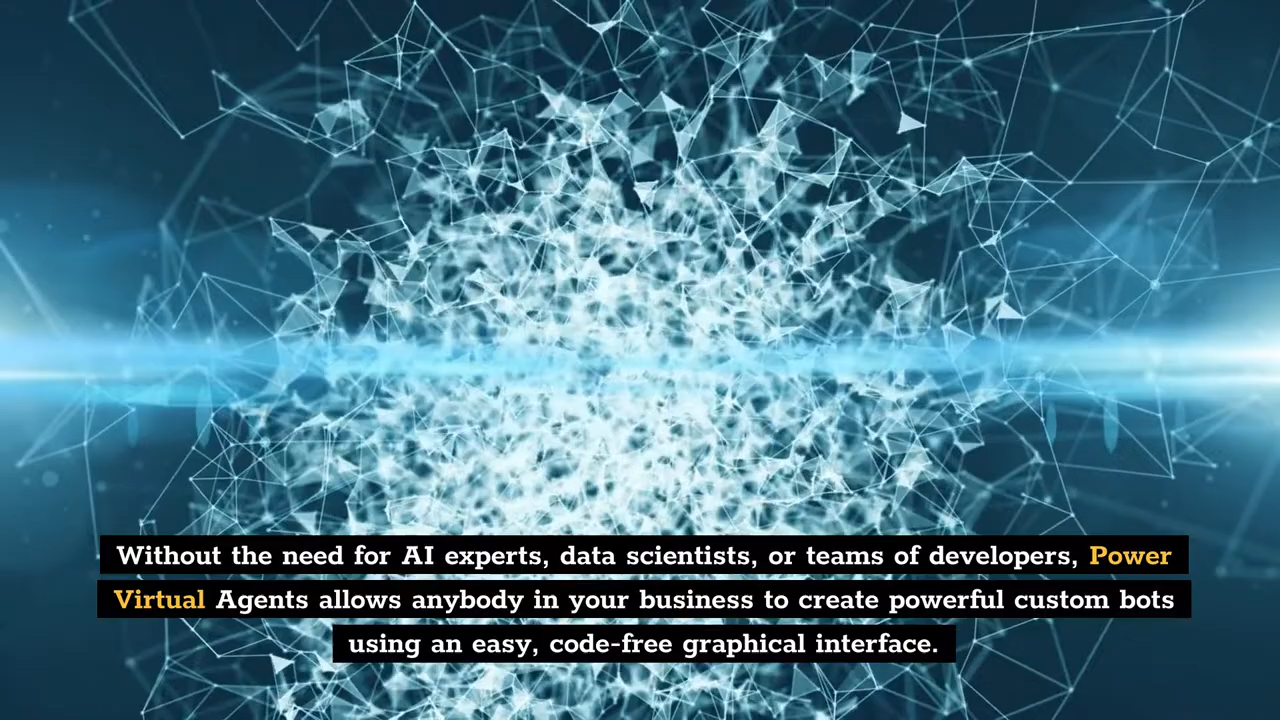 Without the need for AI experts, data scientists, or teams of developers, Power
Virtual Agents allows anybody in your business to create powerful custom bots
using an easy, code-free graphical interface.